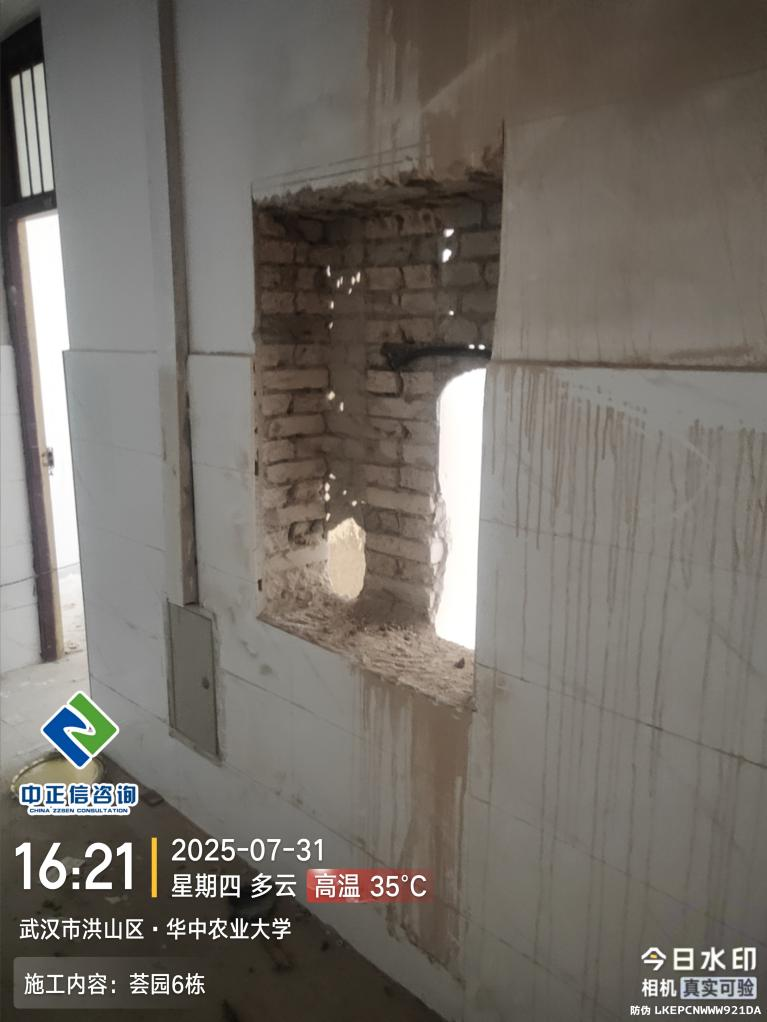 中正信咨询
CHINA ZZSEN CONSULTATION
16:21
2025-07-31
星期四 多云 高温 35°C
武汉市洪山区·华中农业大学
施工内容：荟园6栋
今日水印
相机 真实可验
防伪 LKEPCNWWW921DA